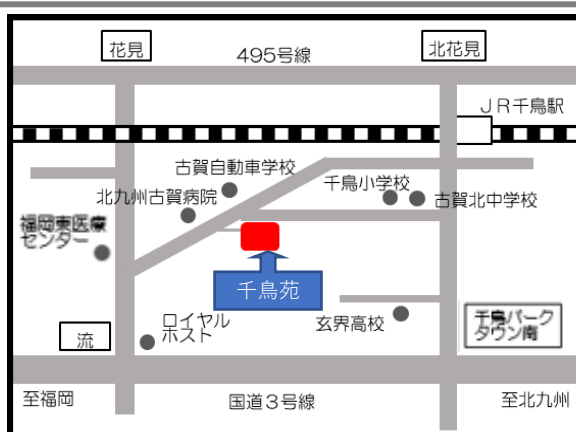 花見
495号線
北花見
ＪＲ千鳥駅
古賀自動車学校
千鳥小学校
北九州古賀病院
古賀北中学校
福岡東医療
センター
千鳥苑
ロイヤル
ホスト
玄界高校
千鳥パーク
タウン南
流
至福岡
国道３号線
至北九州